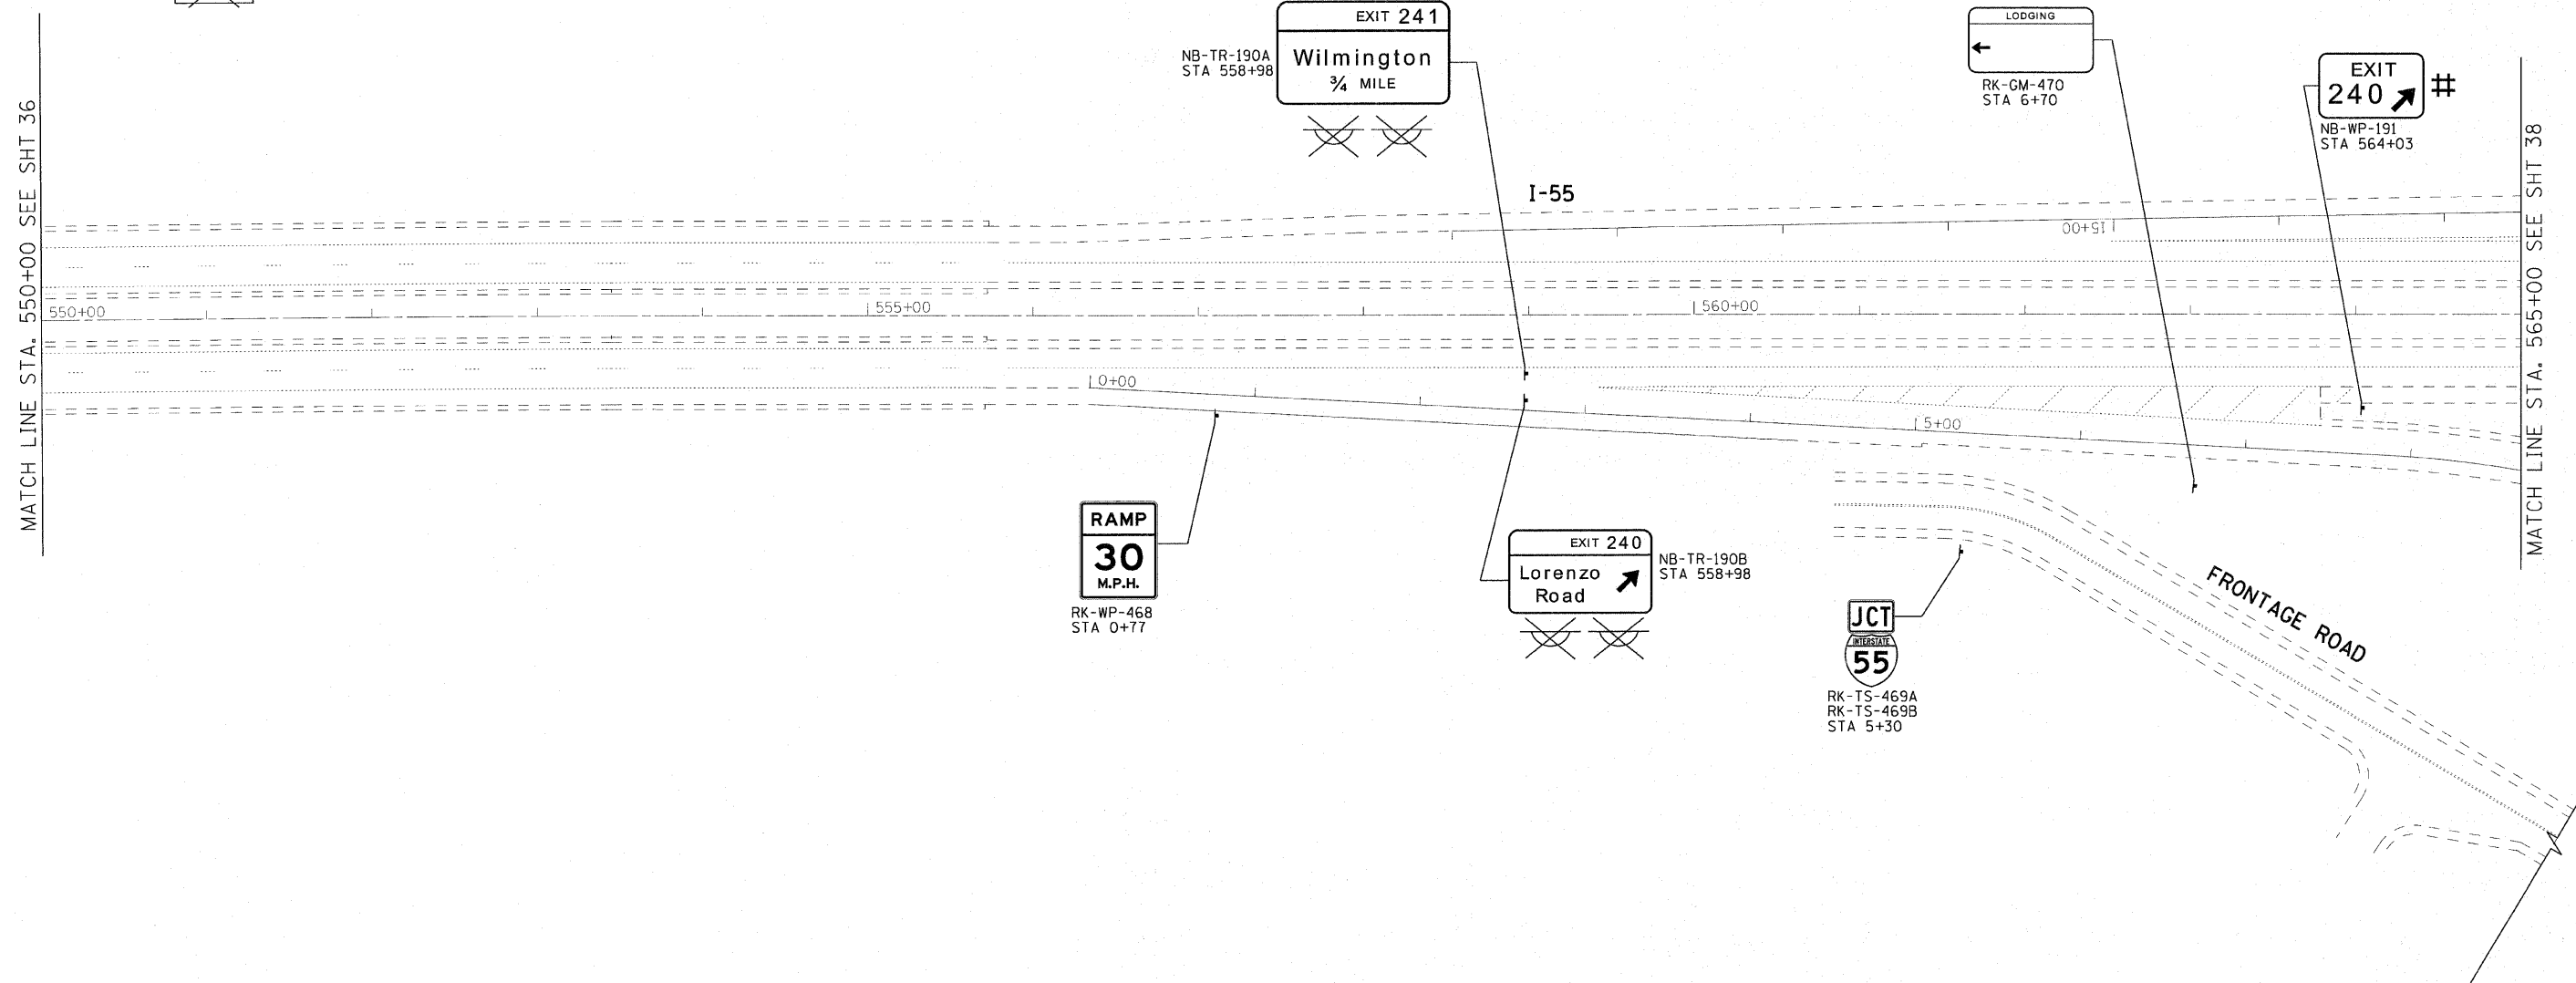 MATCH LINE STA. 550+00 SEE SHT 36
EXIT 241
Wilmington
¾ MILE
NB-TR-190A
STA 558+98
LODGING
RK-GM-470
STA 6+70
EXIT
240
#
NB-WP-191
STA 564+03
MATCH LINE STA. 565+00 SEE SHT 38
I-55
15+00
550+00
555+00
560+00
0+00
5+00
RAMP
30
M.P.H.
RK-WP-468
STA 0+77
EXIT 240
Lorenzo
Road
NB-TR-190B
STA 558+98
JCT
INTERSTATE
55
RK-TS-469A
RK-TS-469B
STA 5+30
FRONTAGE ROAD